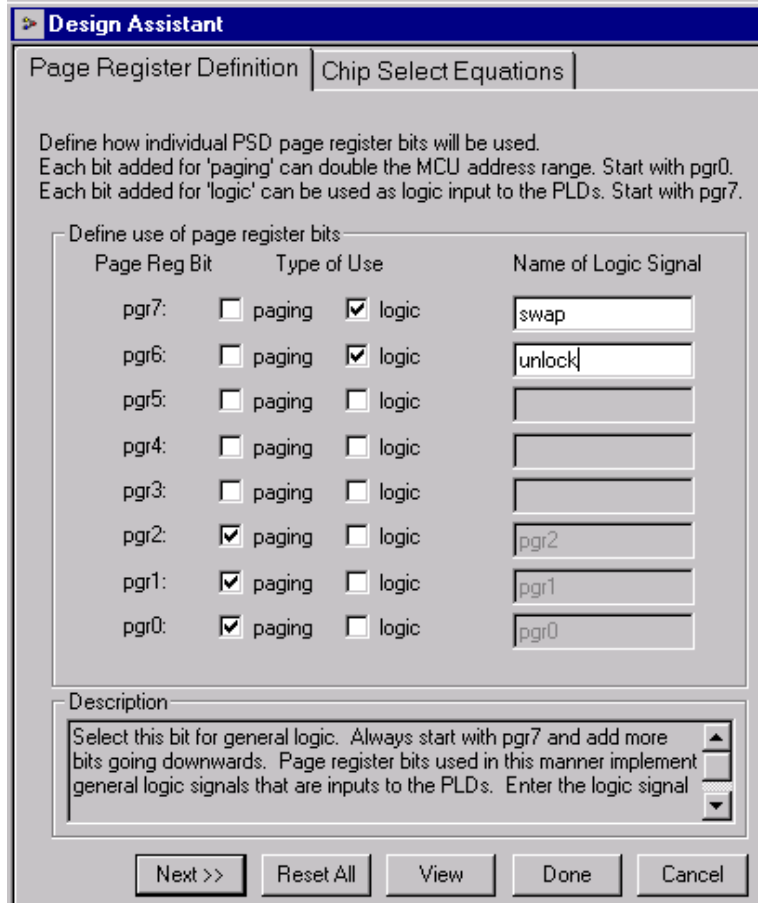 Design Assistant
Page Register Definition Chip Select Equations
Define how individual PSD page register bits will be used.
Each bit added for 'paging' can double the MCU address range. Start with pgr0.
Each bit added for 'logic' can be used as logic input to the PLDs. Start with pgr7.
Define use of page register bits
Page Reg Bit Type of Use Name of Logic Signal
pgr7: paging logic swap
pgr6: paging logic unlock
pgr5: paging logic
pgr4: paging logic
pgr3: paging logic
pgr2: paging logic pgr2
pgr1: paging logic pgr1
pgr0: paging logic pgr0
Description
Select this bit for general logic. Always start with pgr7 and add more
bits going downwards. Page register bits used in this manner implement
general logic signals that are inputs to the PLDs. Enter the logic signal
Next >> Reset All View Done Cancel